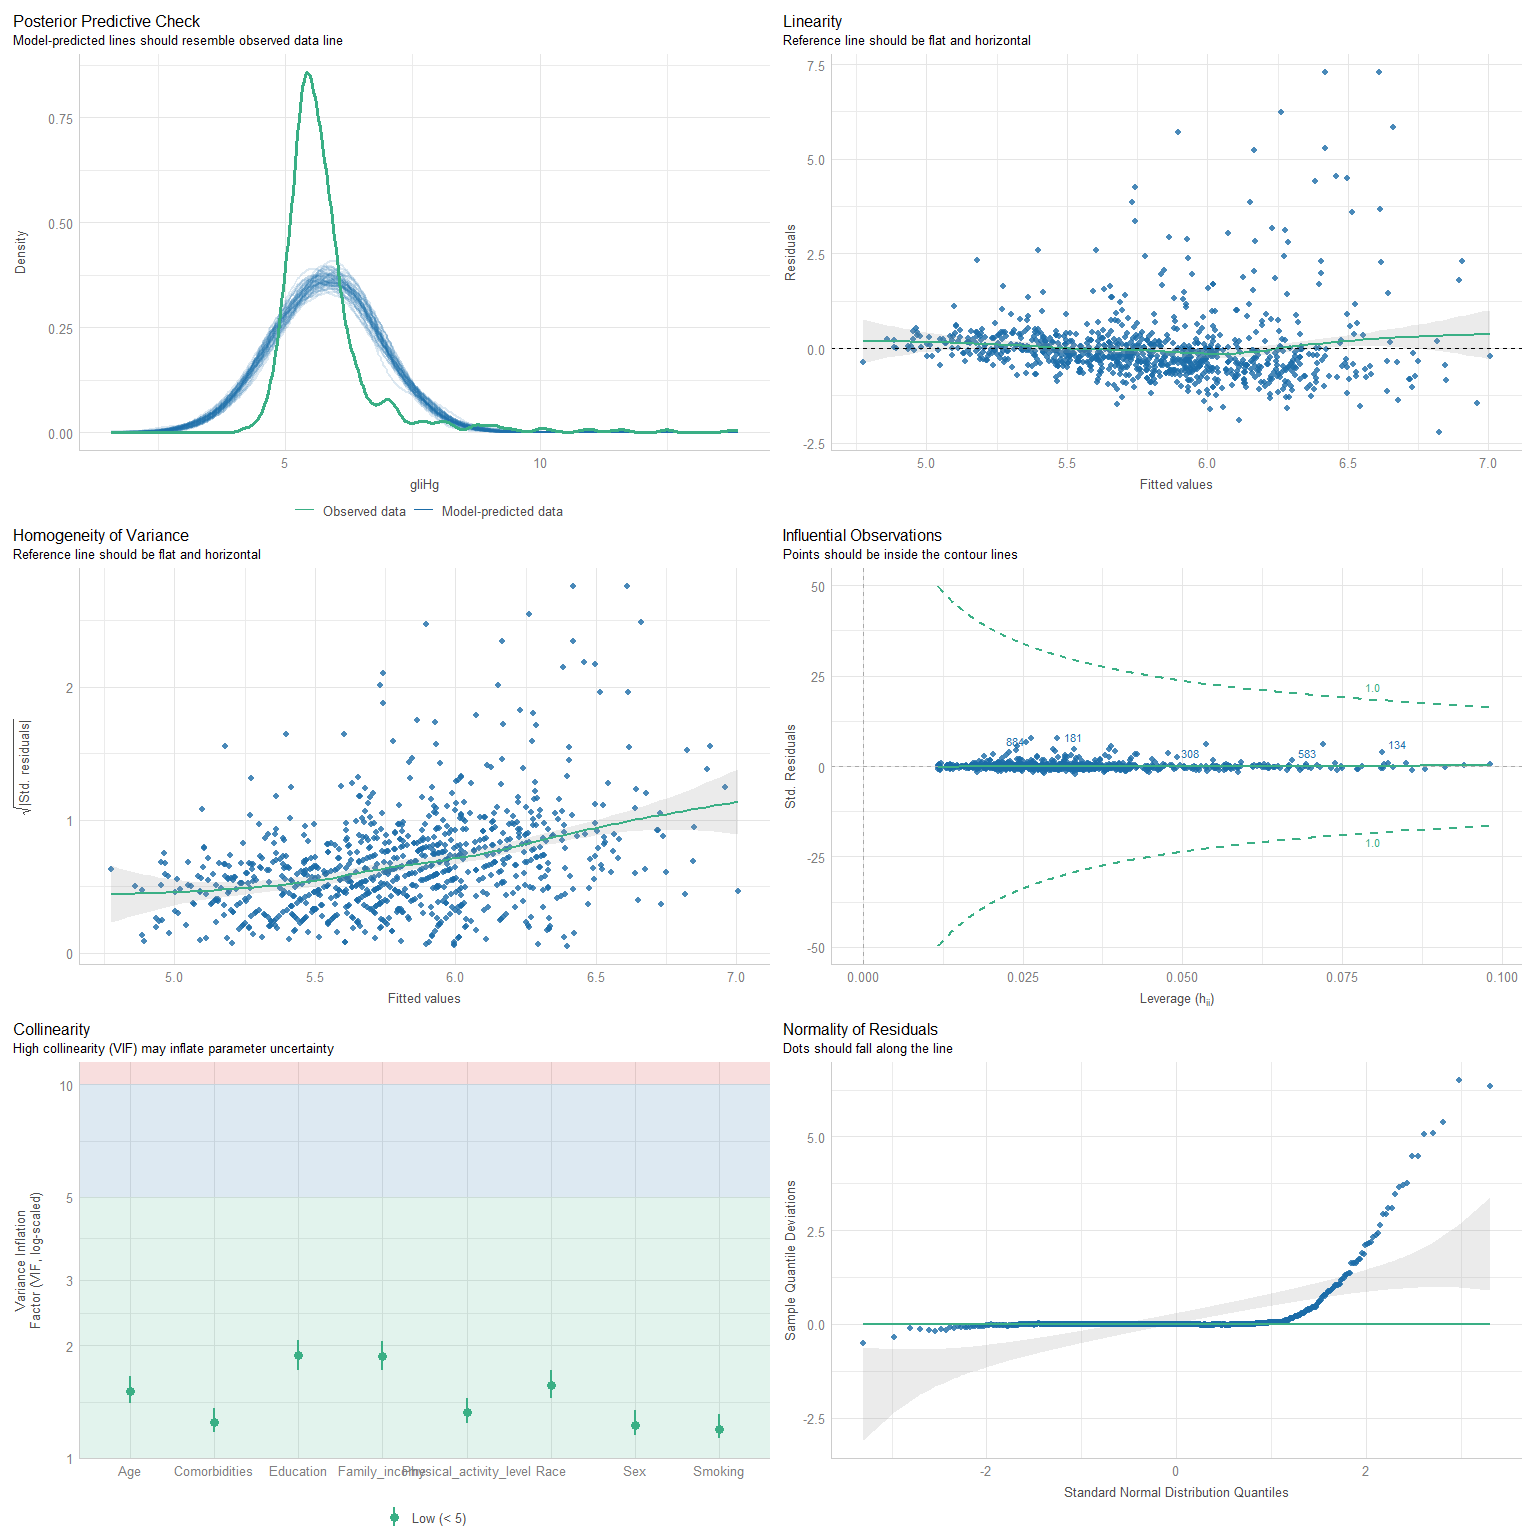 Posterior Predictive Check
Model-predicted lines should resemble observed data line
0.75
0.50
0.25
0.00
Density
5
10
gliHg
Observed data
Model-predicted data
Linearity
Reference line should be flat and horizontal
7.5
5.0
2.5
0.0
-2.5
Residuals
5.0
5.5
6.0
6.5
7.0
Fitted values
Homogeneity of Variance
Reference line should be flat and horizontal
2
1
0
√|Std. residuals|
5.0
5.5
6.0
6.5
7.0
Fitted values
Influential Observations
Points should be inside the contour lines
50
25
0
-25
-50
Std. Residuals
1.0
884
181
308
583
134
1.0
0.000
0.025
0.050
0.075
0.100
Leverage (hii)
Collinearity
High collinearity (VIF) may inflate parameter uncertainty
10
5
3
2
1
Variance Inflation
Factor (VIF, log-scaled)
Age
Comorbidities
Education
Family_income
Physical_activity_level
Race
Sex
Smoking
Low (< 5)
Normality of Residuals
Dots should fall along the line
5.0
2.5
0.0
-2.5
Sample Quantile Deviations
-2
0
2
Standard Normal Distribution Quantiles